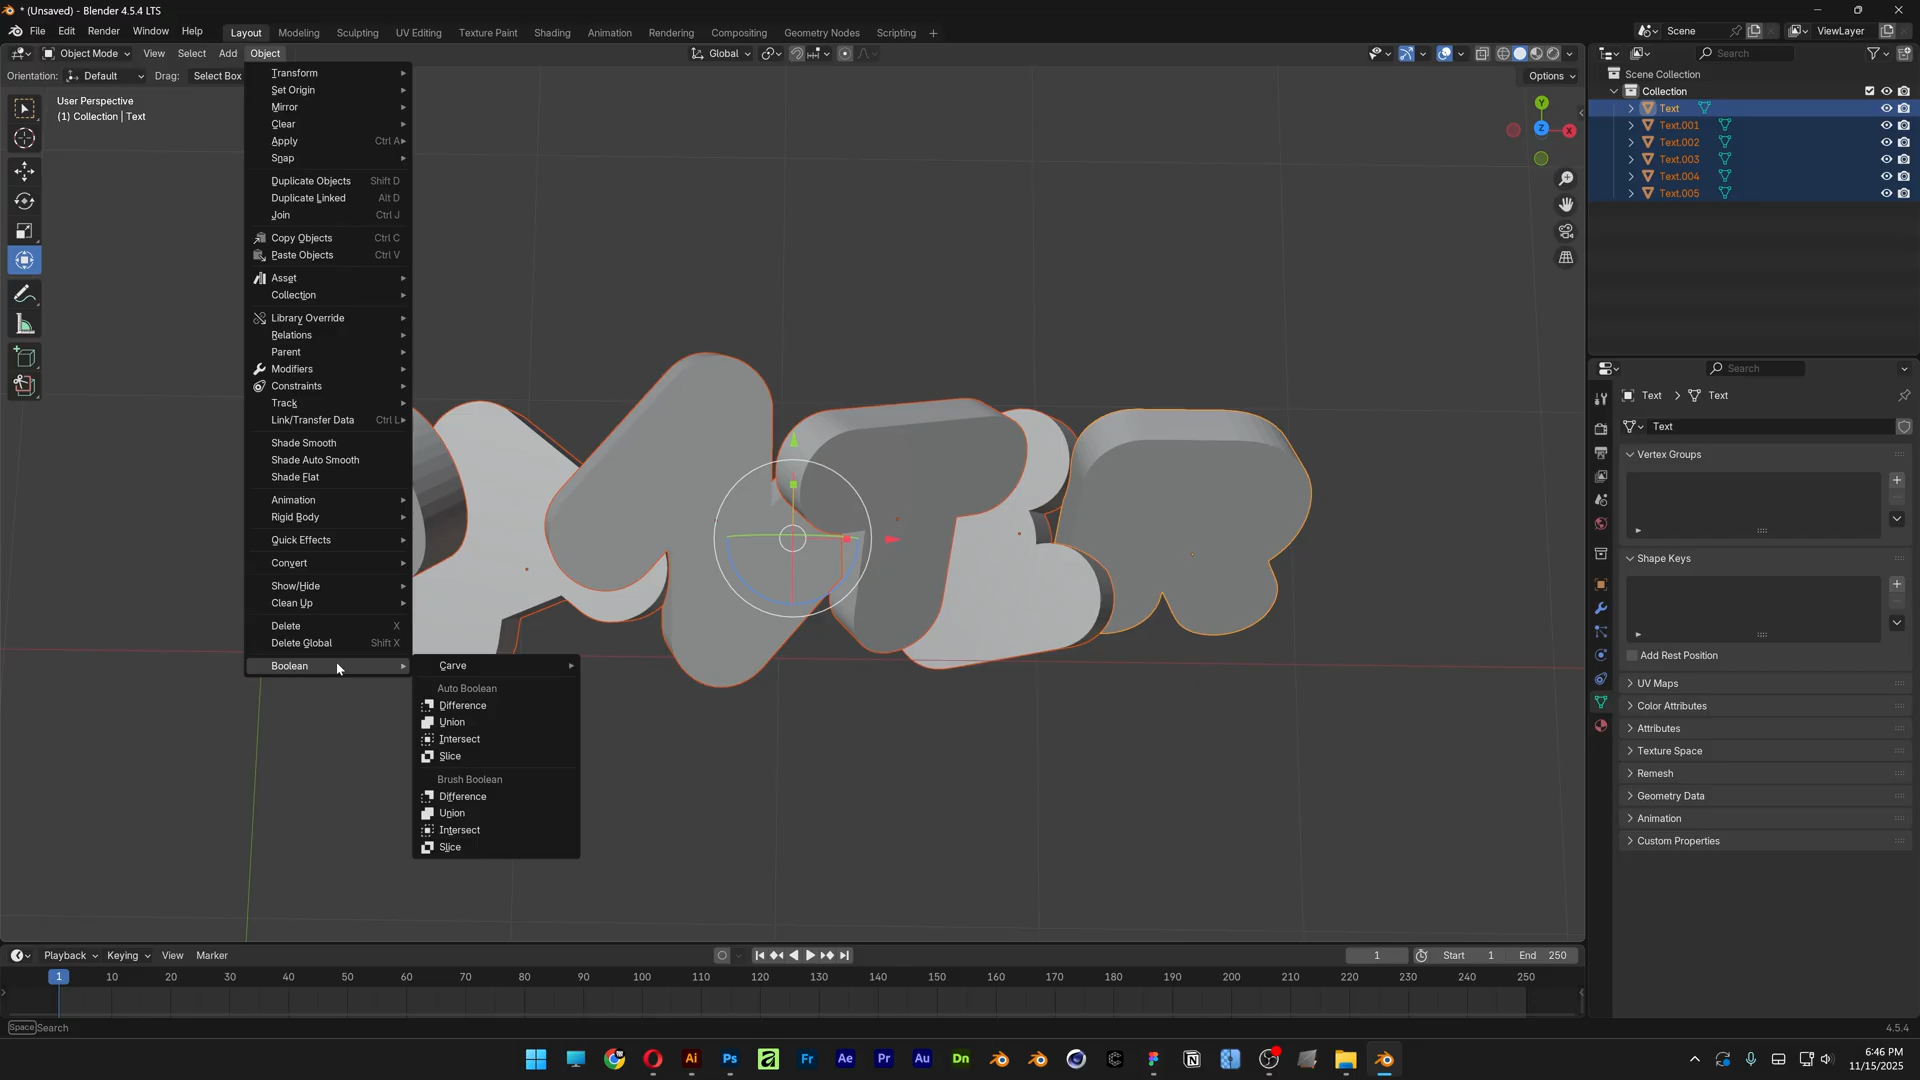 * (Unsaved) - Blender 4.5.4 LTS
File Edit Render Window Help Layout Modeling Sculpting UV Editing Texture Paint Shading Animation Rendering Compositing Geometry Nodes Scripting + Scene ViewLayer
Object Mode View Select Add Object Global Search
Orientation: Default Drag: Select Box Options
User Perspective
(1) Collection | Text
Transform
Set Origin
Mirror
Clear
Apply Ctrl A
Snap
Duplicate Objects Shift D
Duplicate Linked Alt D
Join Ctrl J
Copy Objects Ctrl C
Paste Objects Ctrl V
Asset
Collection
Library Override
Relations
Parent
Modifiers
Constraints
Track
Link/Transfer Data Ctrl L
Shade Smooth
Shade Auto Smooth
Shade Flat
Animation
Rigid Body
Quick Effects
Convert
Show/Hide
Clean Up
Delete X
Delete Global Shift X
Boolean
Carve
Auto Boolean
Difference
Union
Intersect
Slice
Brush Boolean
Difference
Union
Intersect
Slice
Y
Z
X
Scene Collection
Collection
Text
Text.001
Text.002
Text.003
Text.004
Text.005
Search
Text > Text
Text
Vertex Groups
Shape Keys
Add Rest Position
UV Maps
Color Attributes
Attributes
Texture Space
Remesh
Geometry Data
Animation
Custom Properties
Playback Keying View Marker 1 Start 1 End 250
1 10 20 30 40 50 60 70 80 90 100 110 120 130 140 150 160 170 180 190 200 210 220 230 240 250
Space Search 4.5.4
Ai Ps Fr Ae Pr Au Dn
6:46 PM
11/15/2025